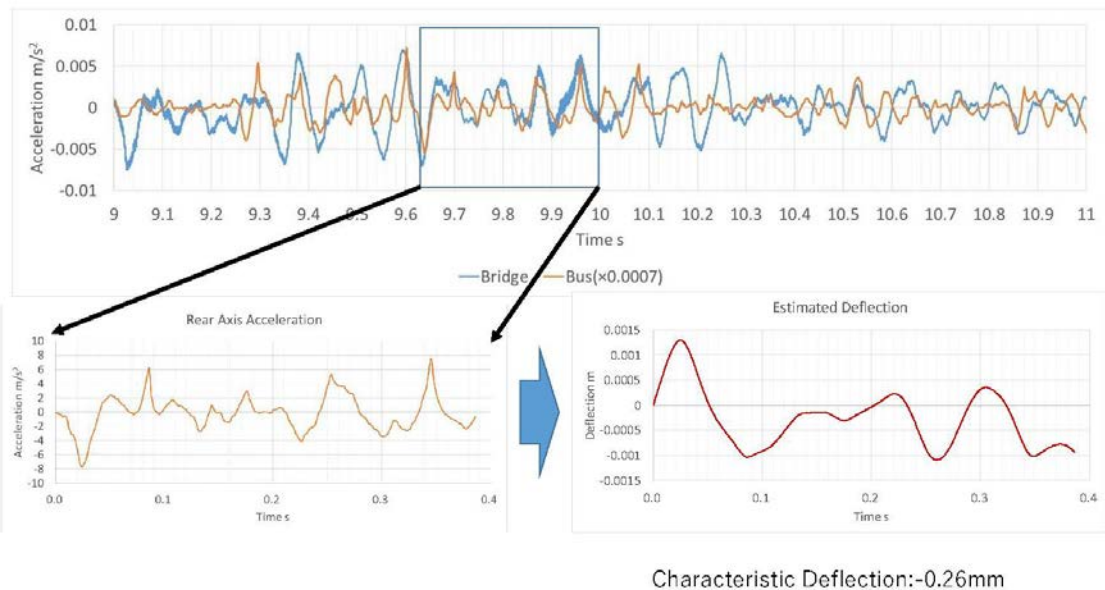 0.01
0.005
0
-0.005
-0.01
Acceleration m/s²
9 9.1 9.2 9.3 9.4 9.5 9.6 9.7 9.8 9.9 10 10.1 10.2 10.3 10.4 10.5 10.6 10.7 10.8 10.9 11
Time s
Bridge Bus(×0.0007)
Rear Axis Acceleration
10
8
6
4
2
0
-2
-4
-6
-8
-10
Acceleration m/s²
0.0 0.1 0.2 0.3 0.4
Time s
Estimated Deflection
0.0015
0.001
0.0005
0
-0.0005
-0.001
-0.0015
Deflection m
0.0 0.1 0.2 0.3 0.4
Time s
Characteristic Deflection:-0.26mm